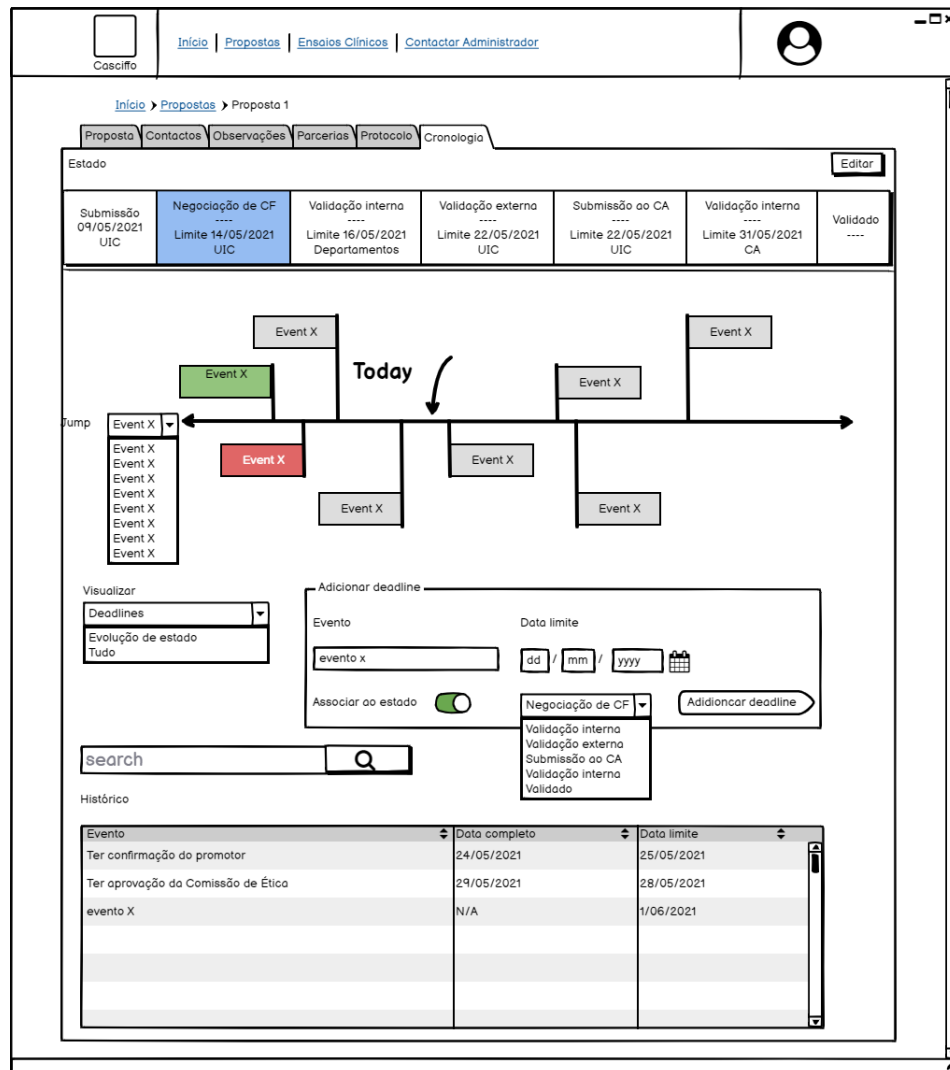 Casciffo
Início | Propostas | Ensaios Clínicos | Contactar Administrador
Início > Propostas > Proposta 1
Proposta
Contactos
Observações
Parcerias
Protocolo
Cronologia
Estado
Editar
Submissão
09/05/2021
UIC
Negociação de CF
----
Limite 14/05/2021
UIC
Validação interna
----
Limite 16/05/2021
Departamentos
Validação externa
----
Limite 22/05/2021
UIC
Submissão ao CA
----
Limite 22/05/2021
UIC
Validação interna
----
Limite 31/05/2021
CA
Validado
----
Event X
Event X
Event X
Today
Event X
Jump
Event X
Event X
Event X
Event X
Event X
Event X
Event X
Event X
Event X
Event X
Event X
Event X
Event X
Visualizar
Deadlines
Evolução de estado
Tudo
Adicionar deadline
Evento
Data limite
evento x
dd / mm / yyyy
Associar ao estado
Negociação de CF
Validação interna
Validação externa
Submissão ao CA
Validação interna
Validado
Adidioncar deadline
search
Histórico
Evento
Data completo
Data limite
Ter confirmação do promotor
24/05/2021
25/05/2021
Ter aprovação da Comissão de Ética
29/05/2021
28/05/2021
evento X
N/A
1/06/2021